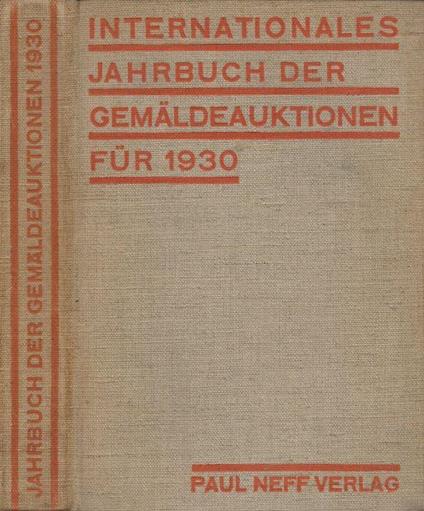 INTERNATIONALES
JAHRBUCH DER
GEMÄLDEAUKTIONEN
FÜR 1930
PAUL NEFF VERLAG
JAHRBUCH DER GEMÄLDEAUKTIONEN 1930